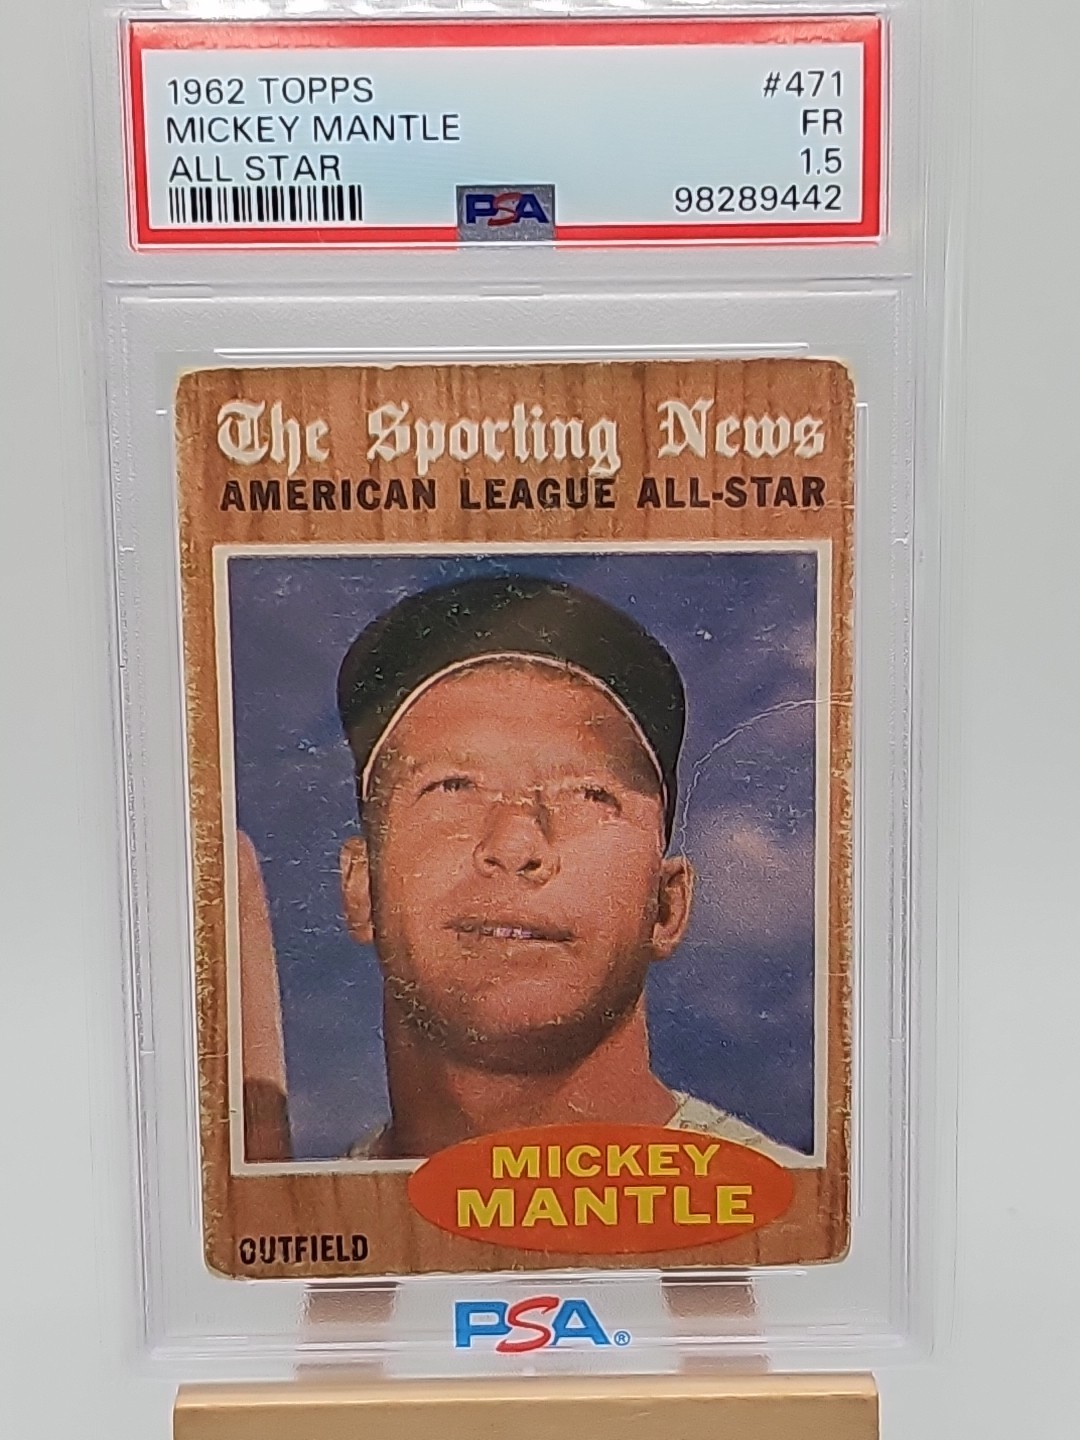 1962 TOPPS #471
MICKEY MANTLE FR
ALL STAR 1.5
PSA 98289442
The Sporting News
AMERICAN LEAGUE ALL-STAR
MICKEY
MANTLE
OUTFIELD
PSA®